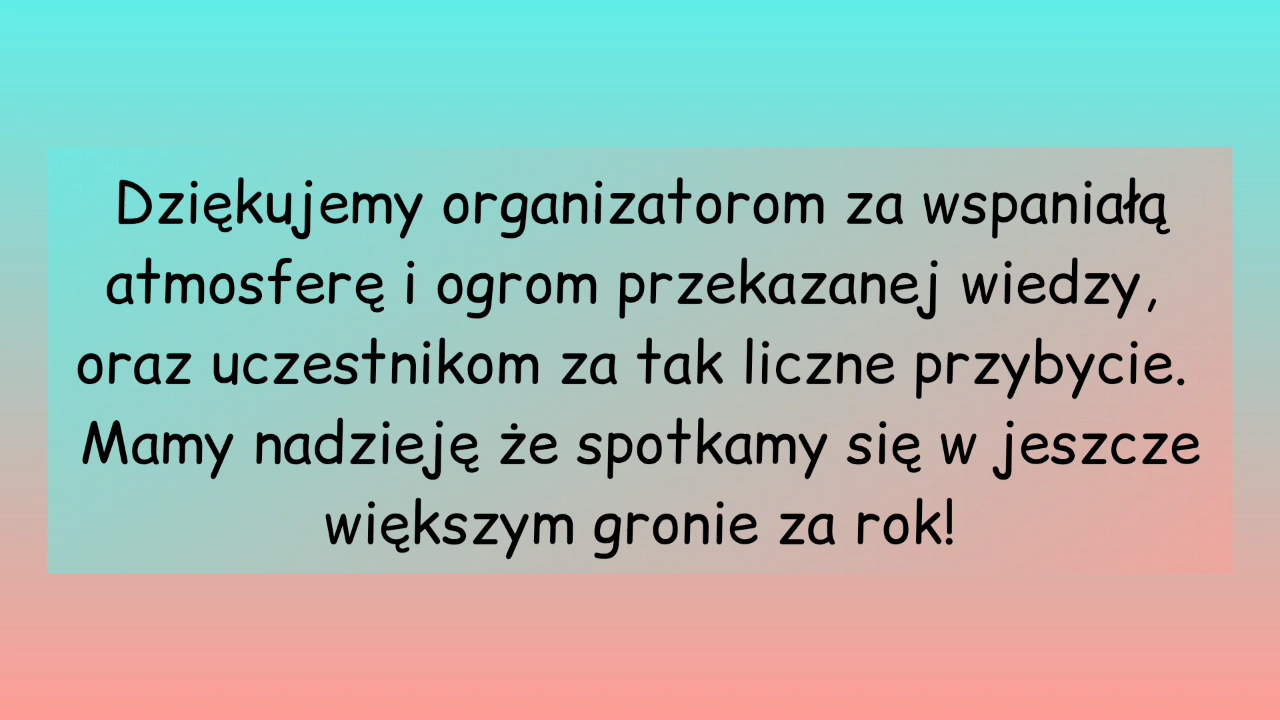 Dziękujemy organizatorom za wspaniałą
atmosferę i ogrom przekazanej wiedzy,
oraz uczestnikom za tak liczne przybycie.
Mamy nadzieję że spotkamy się w jeszcze
większym gronie za rok!